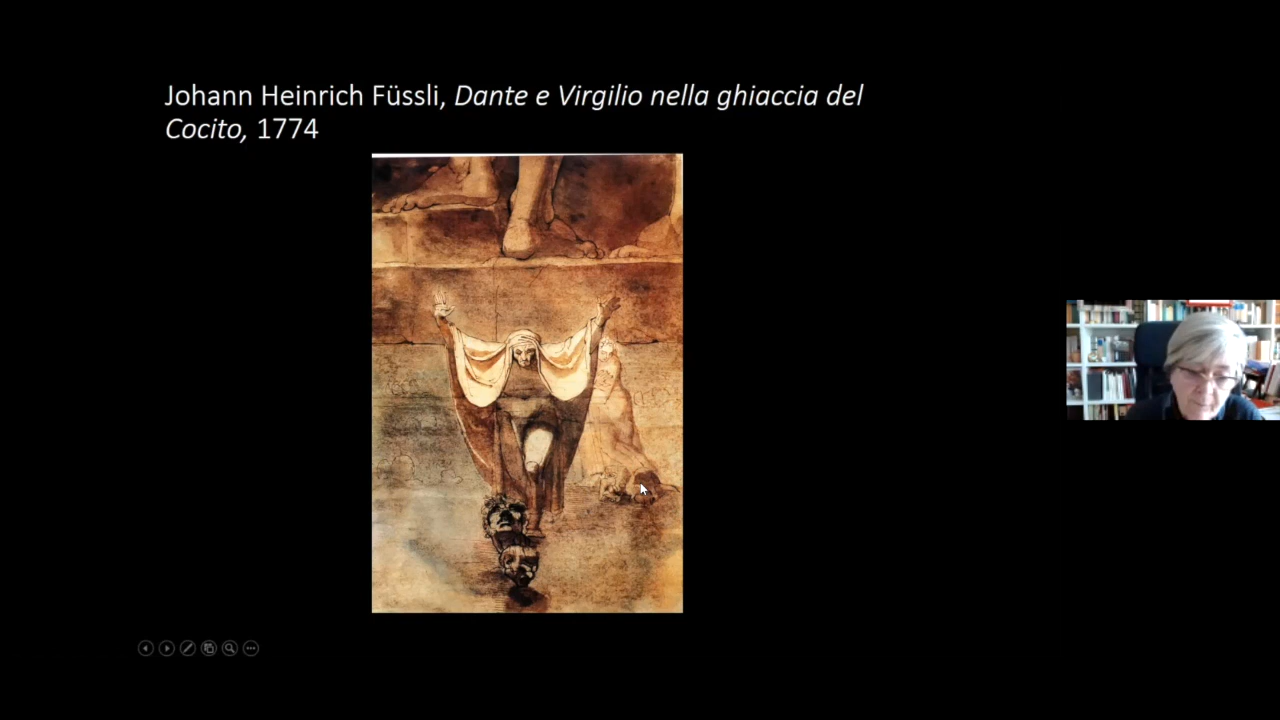 Johann Heinrich Füssli, Dante e Virgilio nella ghiaccia del
Cocito, 1774